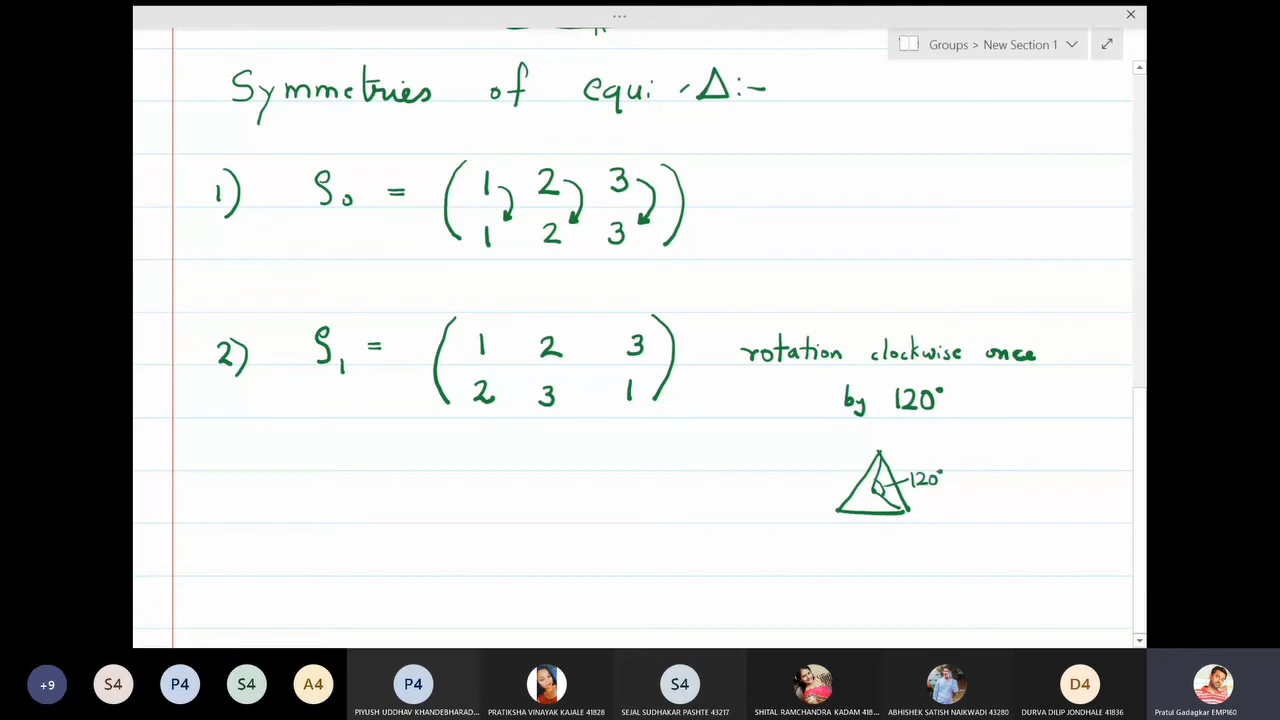 ...
Groups > New Section 1
Symmetries of equi. Δ:-
1) ρ₀ = ( 1 2 3
1 2 3 )
2) ρ₁ = ( 1 2 3
2 3 1 )
rotation clockwise once
by 120°
120°
+9 S4 P4 S4 A4 P4 S4 D4
PIYUSH UDDHAV KHANDEBHARAD... PRATIKSHA VINAYAK KAJALE 41828 SEJAL SUDHAKAR PASHTE 43217 SHITAL RAMCHANDRA KADAM 418... ABHISHEK SATISH NAIKWADI 43280 DURVA DILIP JONDHALE 41836 Pratul Gadagkar EMP160